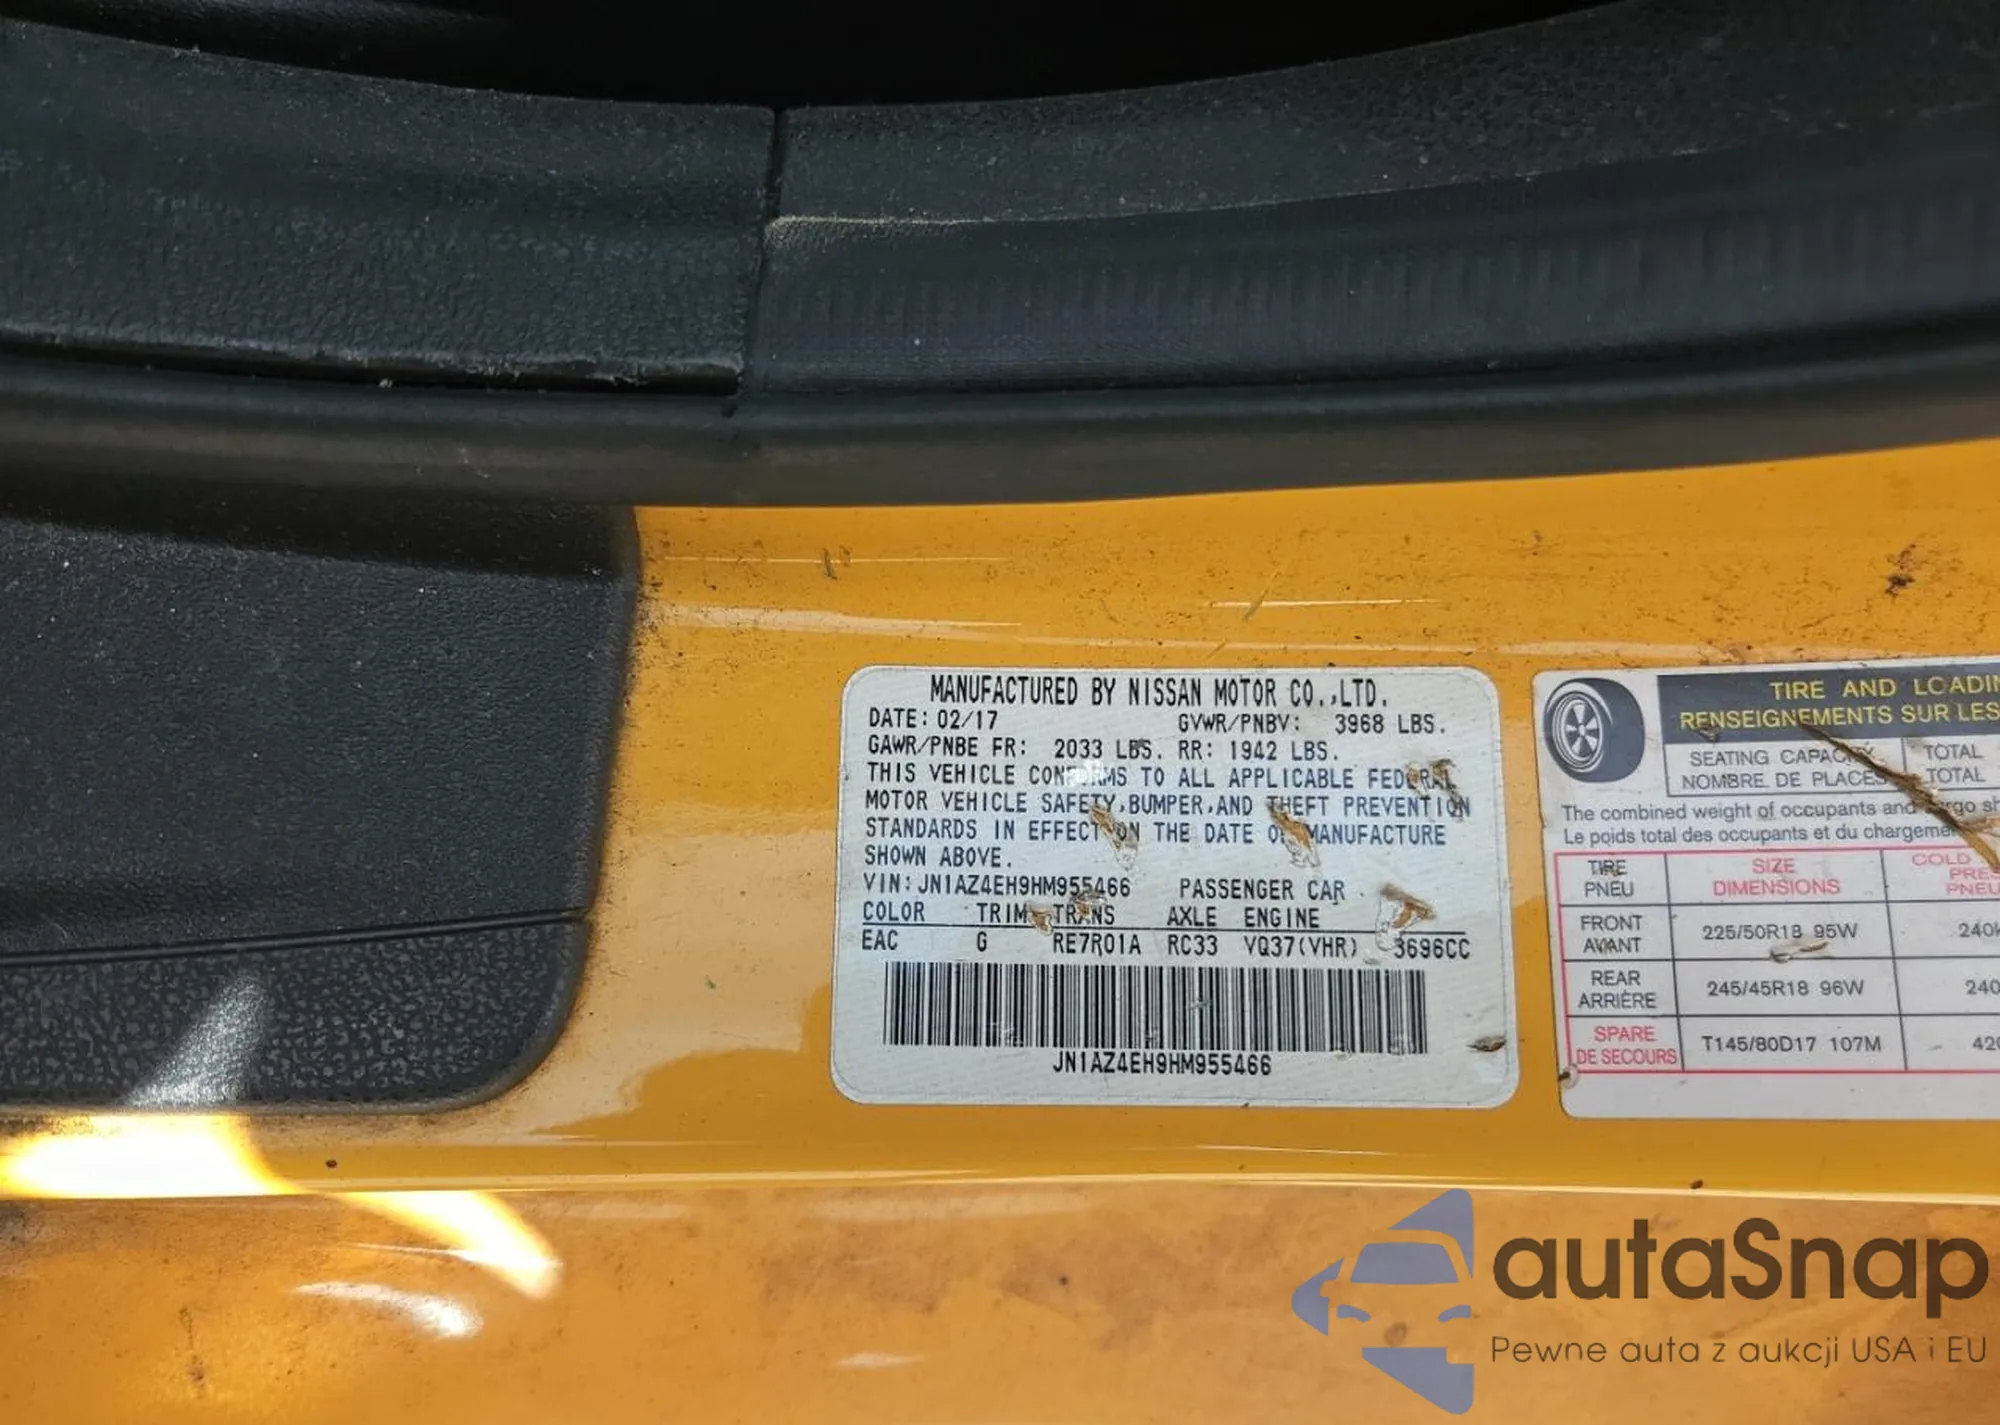 MANUFACTURED BY NISSAN MOTOR CO.,LTD.
DATE: 02/17 GVWR/PNBV: 3968 LBS.
GAWR/PNBE FR: 2033 LBS. RR: 1942 LBS.
THIS VEHICLE CONFORMS TO ALL APPLICABLE FEDERAL
MOTOR VEHICLE SAFETY,BUMPER,AND THEFT PREVENTION
STANDARDS IN EFFECT ON THE DATE OF MANUFACTURE
SHOWN ABOVE.
VIN: JN1AZ4EH9HM955466 PASSENGER CAR
COLOR TRIM TRANS AXLE ENGINE
EAC G RE7R01A RC33 VQ37(VHR) 3696CC
JN1AZ4EH9HM955466
TIRE AND LOADIN
RENSEIGNEMENTS SUR LES
SEATING CAPACITY TOTAL
NOMBRE DE PLACES TOTAL
The combined weight of occupants and cargo sh
Le poids total des occupants et du chargeme
TIRE SIZE COLD
PNEU DIMENSIONS PRES
PNEU
FRONT 225/50R18 95W 240k
AVANT
REAR 245/45R18 96W 240
ARRIÈRE
SPARE T145/80D17 107M 420
DE SECOURS
autaSnap
Pewne auta z aukcji USA i EU